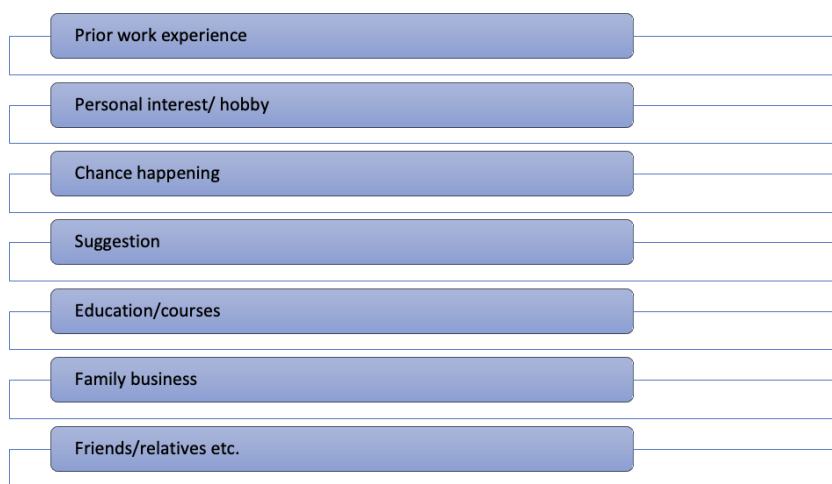 Prior work experience
Personal interest/ hobby
Chance happening
Suggestion
Education/courses
Family business
Friends/relatives etc.